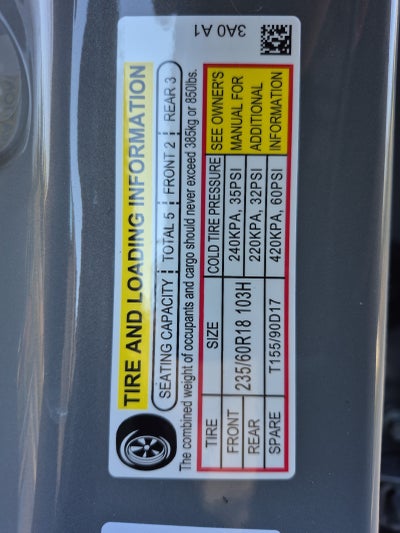 3A0 A1
TIRE AND LOADING INFORMATION
SEATING CAPACITY TOTAL 5 FRONT 2 REAR 3
The combined weight of occupants and cargo should never exceed 385kg or 850lbs.
TIRE SIZE COLD TIRE PRESSURE SEE OWNER'S
FRONT 235/60R18 103H 240KPA, 35PSI MANUAL FOR
REAR 220KPA, 32PSI ADDITIONAL
SPARE T155/90D17 420KPA, 60PSI INFORMATION